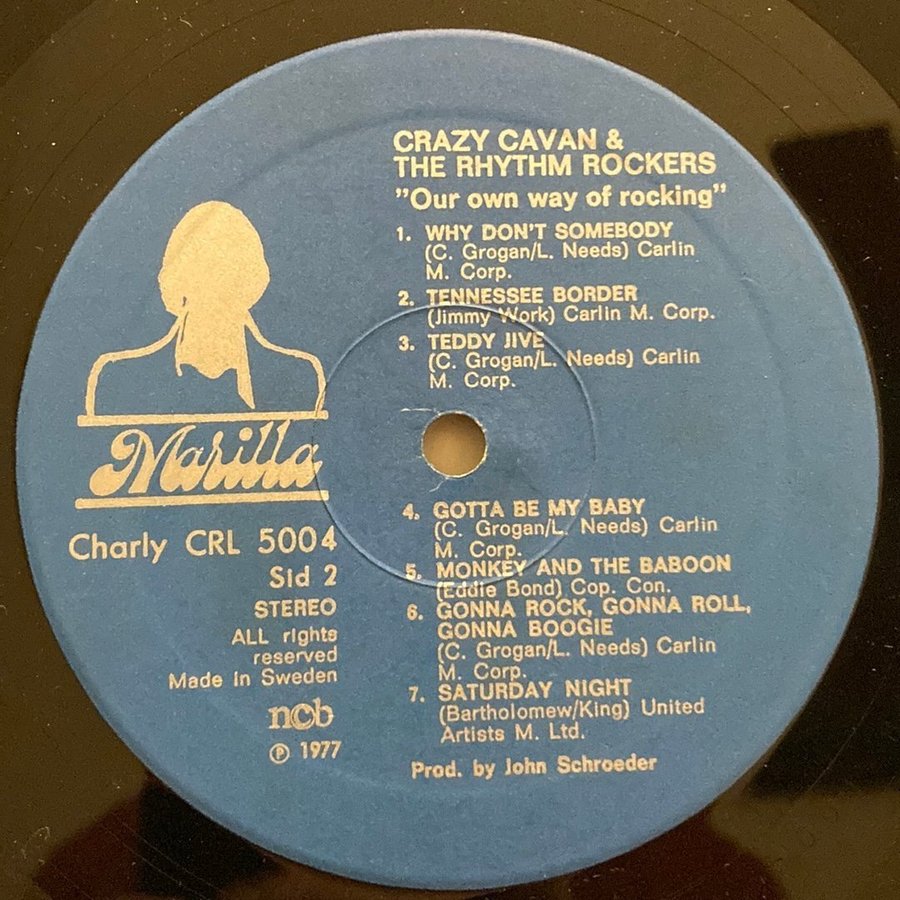 CRAZY CAVAN &
THE RHYTHM ROCKERS
"Our own way of rocking"
1. WHY DON'T SOMEBODY
(C. Grogan/L. Needs) Carlin
M. Corp.
2. TENNESSEE BORDER
(Jimmy Work) Carlin M. Corp.
3. TEDDY JIVE
(C. Grogan/L. Needs) Carlin
M. Corp.
4. GOTTA BE MY BABY
(C. Grogan/L. Needs) Carlin
M. Corp.
5. MONKEY AND THE BABOON
(Eddie Bond) Cop. Con.
6. GONNA ROCK, GONNA ROLL,
GONNA BOOGIE
(C. Grogan/L. Needs) Carlin
M. Corp.
7. SATURDAY NIGHT
(Bartholomew/King) United
Artists M. Ltd.
Prod. by John Schroeder
Marilla
Charly CRL 5004
Sid 2
STEREO
ALL rights
reserved
Made in Sweden
ncb
℗ 1977